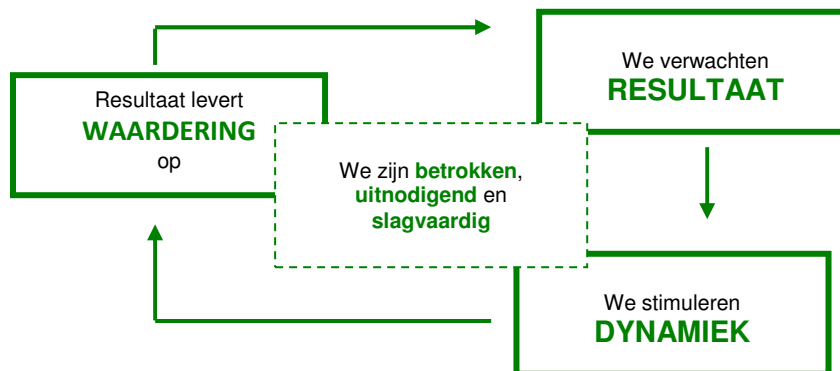 We verwachten
RESULTAAT
Resultaat levert
WAARDERING
op
We zijn betrokken,
uitnodigend en
slagvaardig
We stimuleren
DYNAMIEK